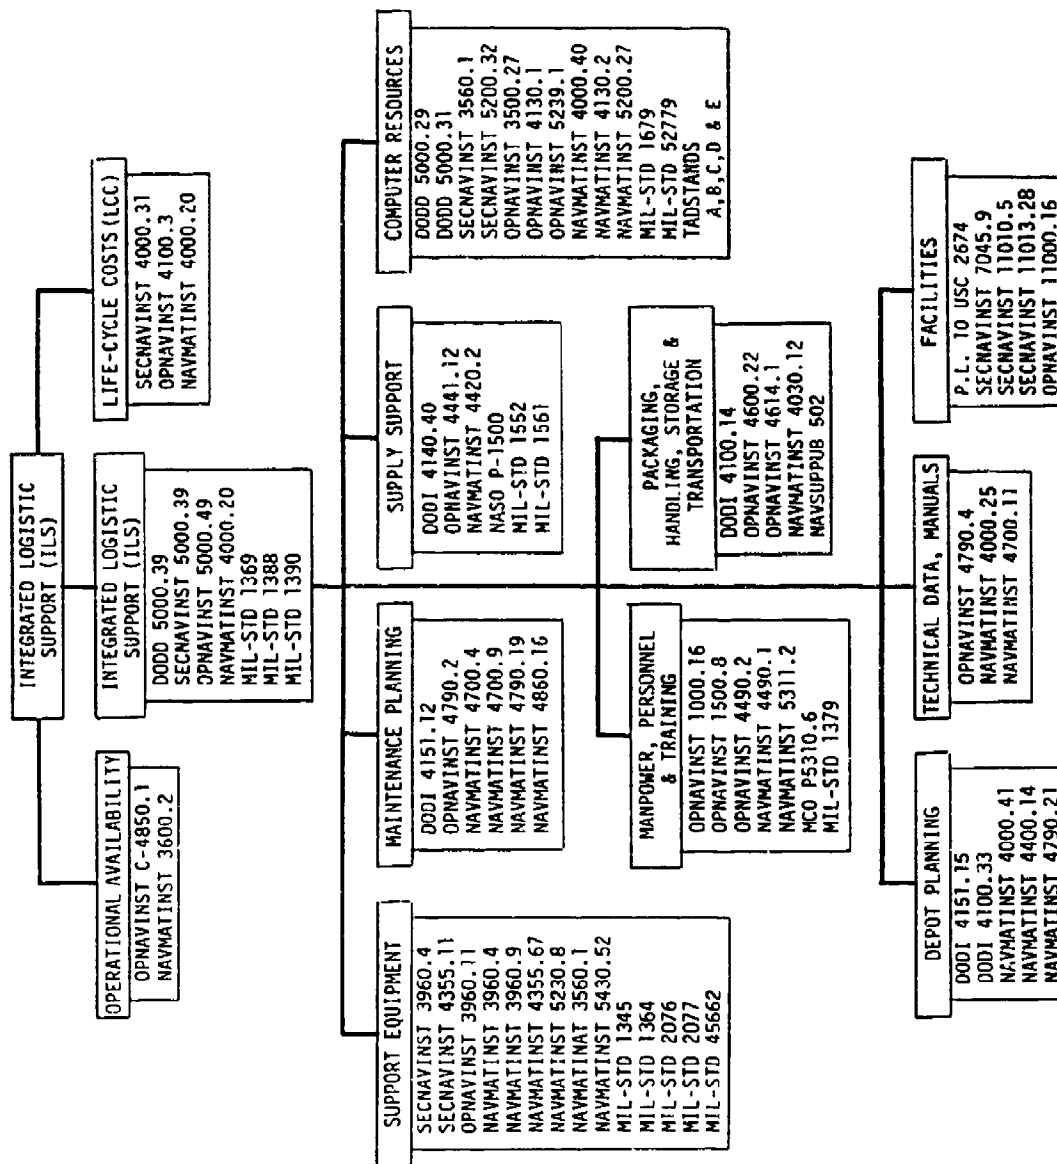 INTEGRATED LOGISTIC
SUPPORT (ILS)
OPERATIONAL AVAILABILITY
OPNAVINST C-4850.1
NAVMATINST 3600.2
INTEGRATED LOGISTIC
SUPPORT (ILS)
DODD 5000.39
SECNAVINST 5000.39
OPNAVINST 5000.49
NAVMATINST 4000.20
MIL-STD 1369
MIL-STD 1388
MIL-STD 1390
LIFE-CYCLE COSTS (LCC)
SECNAVINST 4000.31
OPNAVINST 4100.3
NAVMATINST 4000.20
SUPPORT EQUIPMENT
SECNAVINST 3960.4
SECNAVINST 4355.11
OPNAVINST 3960.11
NAVMATINST 3960.4
NAVMATINST 3960.9
NAVMATINST 4355.67
NAVMATINST 5230.8
NAVMATINAT 3560.1
NAVMATINST 5430.52
MIL-STD 1345
MIL-STD 1364
MIL-STD 2076
MIL-STD 2077
MIL-STD 45662
MAINTENANCE PLANNING
DODI 4151.12
OPNAVINST 4790.2
NAVMATINST 4700.4
NAVMATINST 4700.9
NAVMATINST 4790.19
NAVMATINST 4860.16
SUPPLY SUPPORT
DODI 4140.40
OPNAVINST 4441.12
NAVMATINST 4420.2
NASO P-1500
MIL-STD 1552
MIL-STD 1561
COMPUTER RESOURCES
DODD 5000.29
DODD 5000.31
SECNAVINST 3560.1
SECNAVINST 5200.32
OPNAVINST 3500.27
OPNAVINST 4130.1
OPNAVINST 5239.1
NAVMATINST 4000.40
NAVMATINST 4130.2
NAVMATINST 5200.27
MIL-STD 1679
MIL-STD 52779
TADSTANDS
A,B,C,D & E
MANPOWER, PERSONNEL
& TRAINING
OPNAVINST 1000.16
OPNAVINST 1500.8
OPNAVINST 4490.2
NAVMATINST 4490.1
NAVMATINST 5311.2
MCO P5310.6
MIL-STD 1379
PACKAGING,
HANDLING, STORAGE &
TRANSPORTATION
DODI 4100.14
OPNAVINST 4600.22
OPNAVINST 4614.1
NAVMATINST 4030.12
NAVSUPPUB 502
DEPOT PLANNING
DODI 4151.15
DODI 4100.33
NAVMATINST 4000.41
NAVMATINST 4400.14
NAVMATINST 4790.21
TECHNICAL DATA, MANUALS
OPNAVINST 4790.4
NAVMATINST 4000.25
NAVMATINST 4700.11
FACILITIES
P.L. 10 USC 2674
SECNAVINST 7045.9
SECNAVINST 11010.5
SECNAVINST 11013.28
OPNAVINST 11000.16